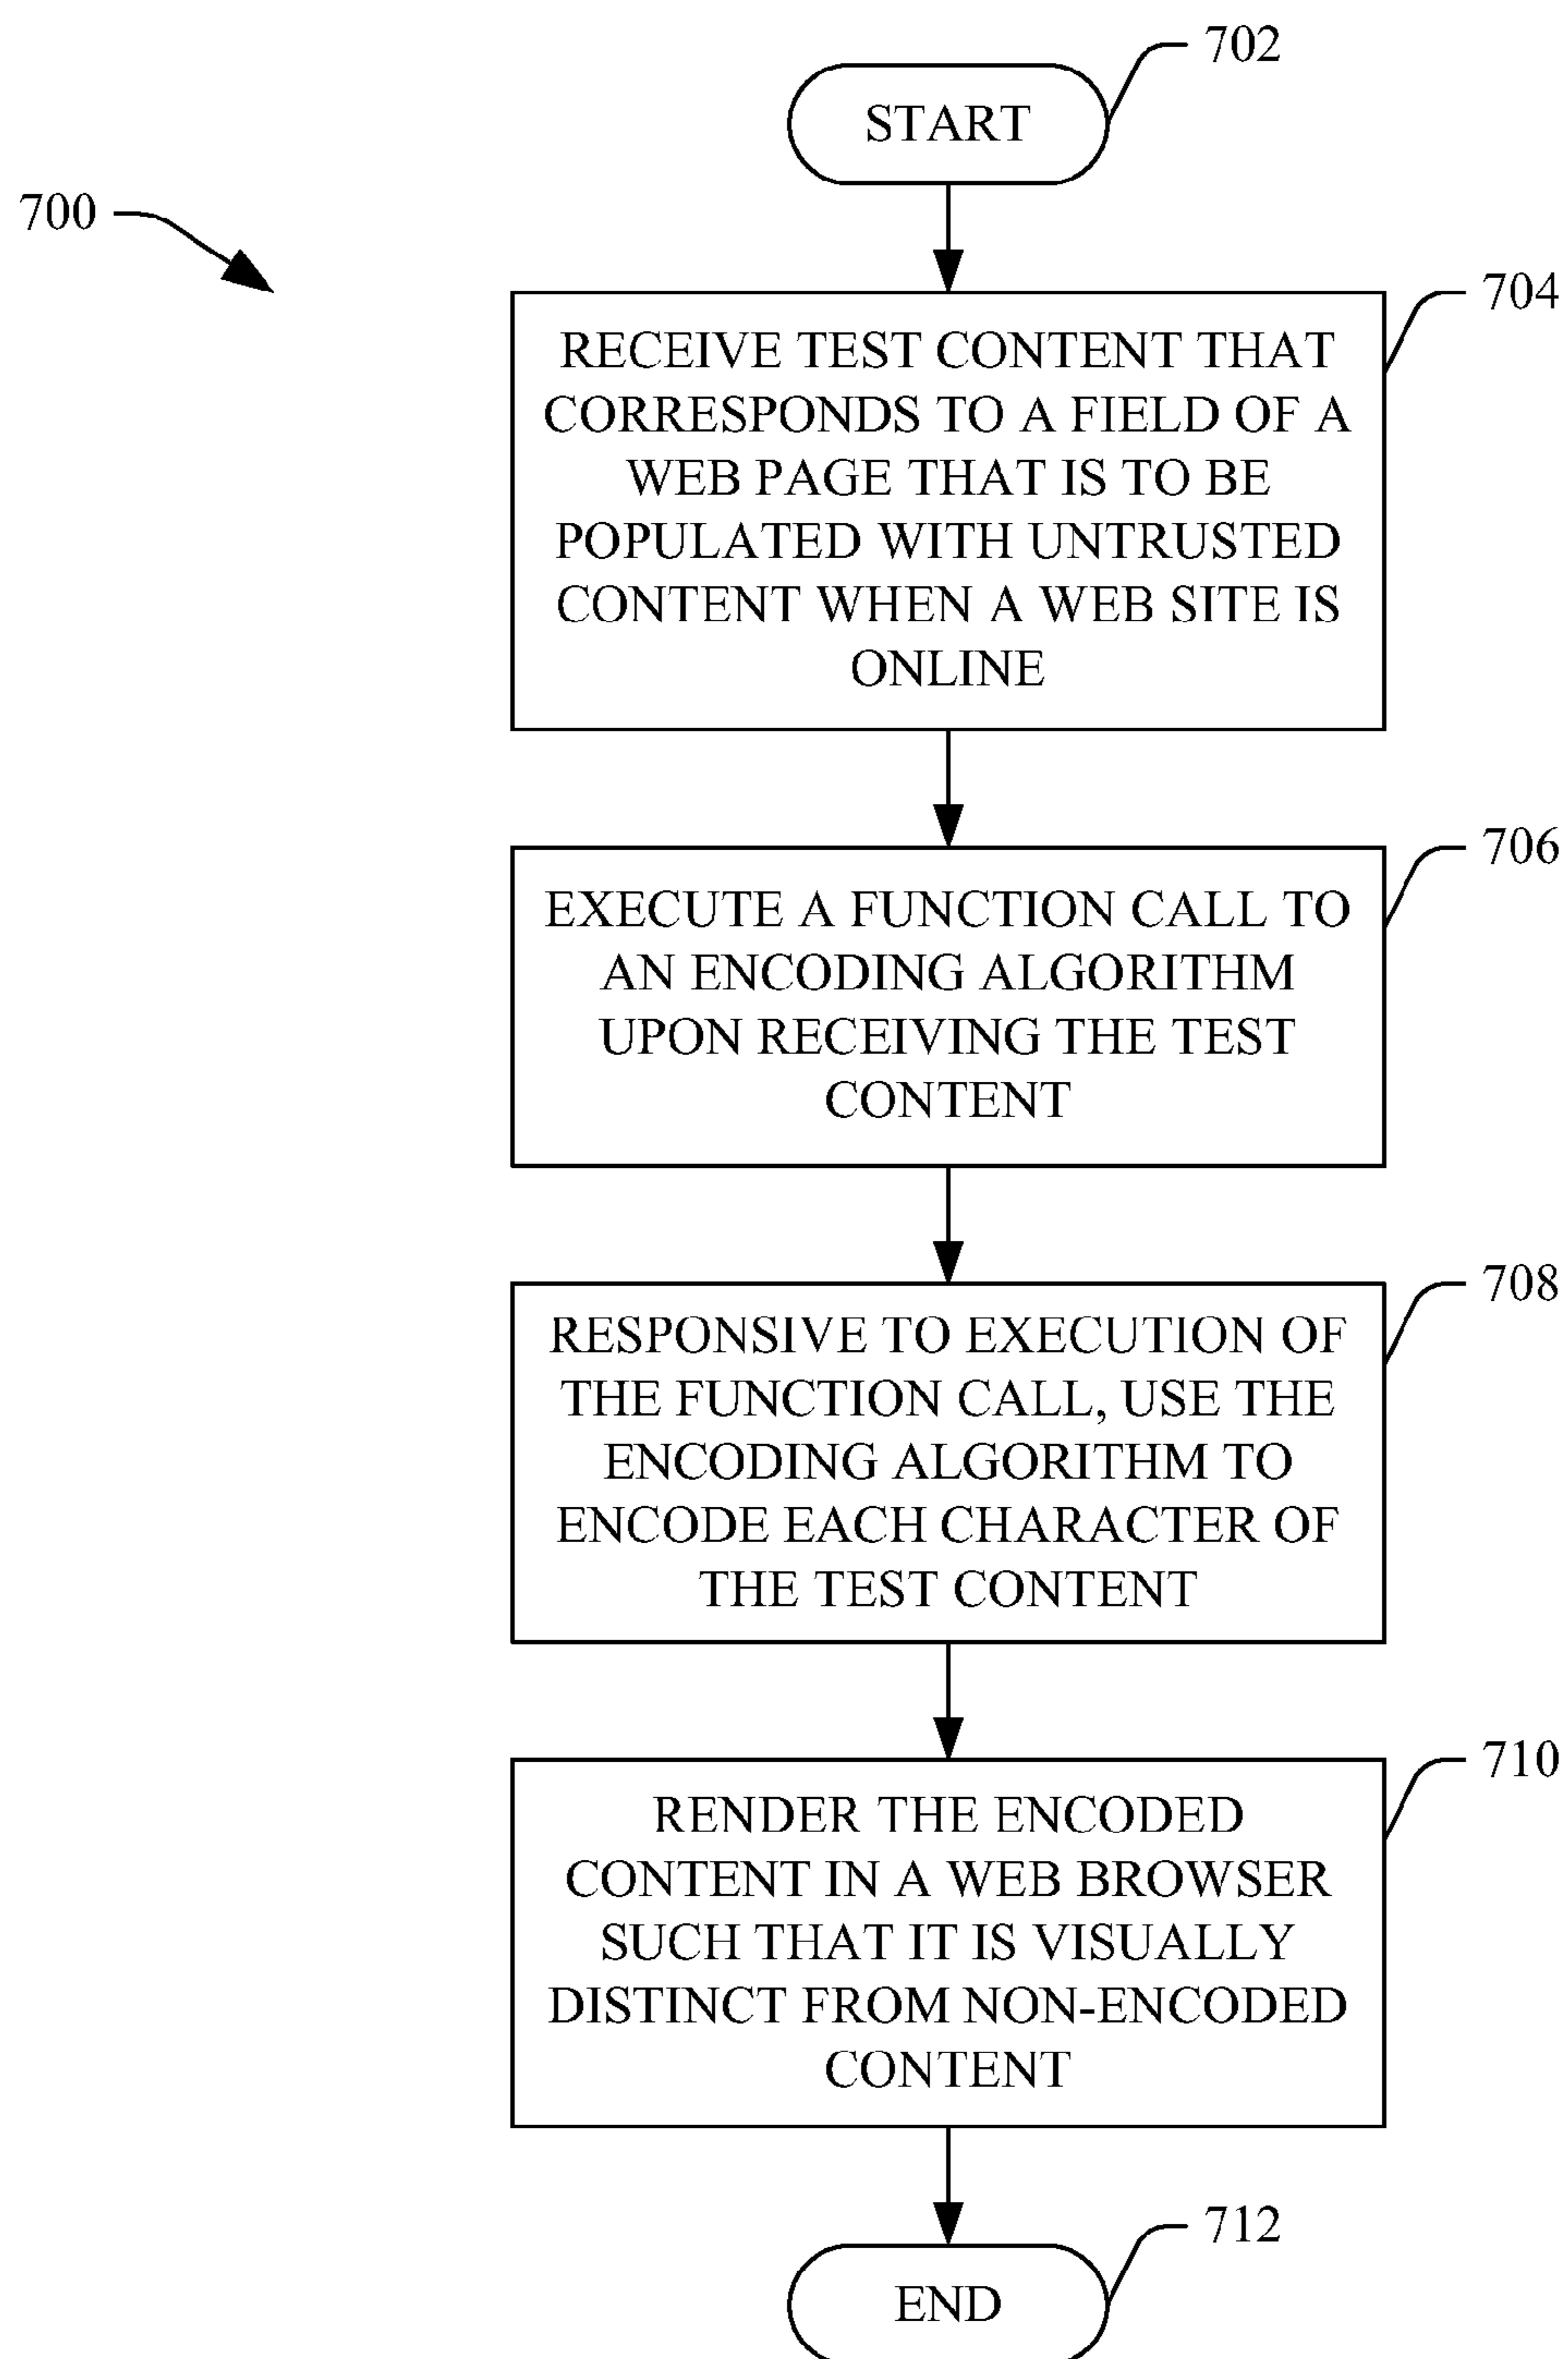 702
START
700
704
RECEIVE TEST CONTENT THAT
CORRESPONDS TO A FIELD OF A
WEB PAGE THAT IS TO BE
POPULATED WITH UNTRUSTED
CONTENT WHEN A WEB SITE IS
ONLINE
706
EXECUTE A FUNCTION CALL TO
AN ENCODING ALGORITHM
UPON RECEIVING THE TEST
CONTENT
708
RESPONSIVE TO EXECUTION OF
THE FUNCTION CALL, USE THE
ENCODING ALGORITHM TO
ENCODE EACH CHARACTER OF
THE TEST CONTENT
710
RENDER THE ENCODED
CONTENT IN A WEB BROWSER
SUCH THAT IT IS VISUALLY
DISTINCT FROM NON-ENCODED
CONTENT
712
END